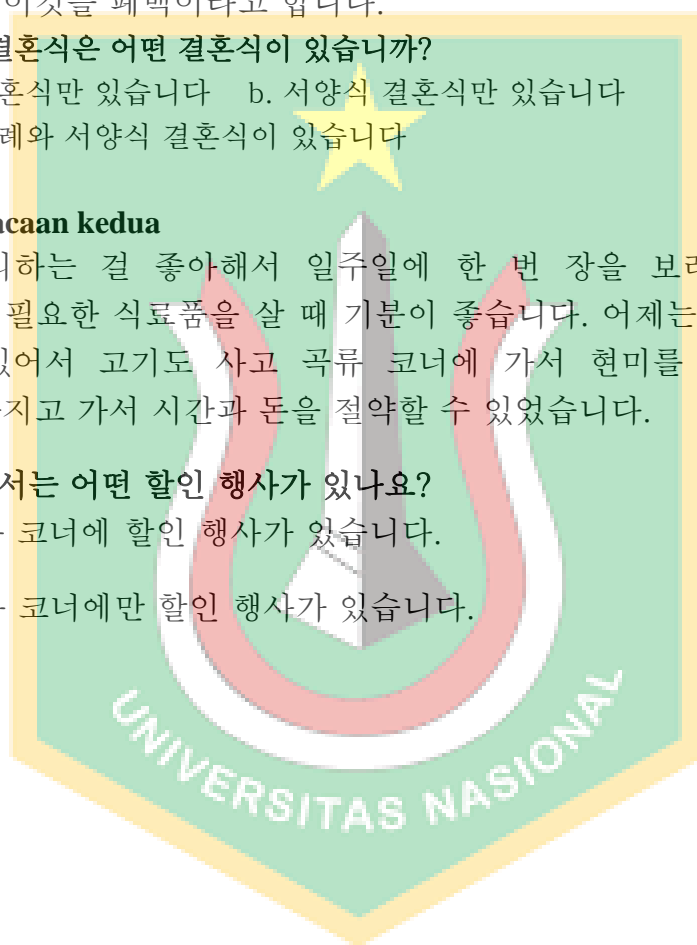 이것을 폐백이라고 합니다.
결혼식은 어떤 결혼식이 있습니까?
혼식만 있습니다 b. 서양식 결혼식만 있습니다
례와 서양식 결혼식이 있습니다
acaan kedua
리하는 걸 좋아해서 일주일에 한 번 장을 보러
필요한 식료품을 살 때 기분이 좋습니다. 어제는
있어서 고기도 사고 곡류 코너에 가서 현미를
가지고 가서 시간과 돈을 절약할 수 있었습니다.
서는 어떤 할인 행사가 있나요?
코너에 할인 행사가 있습니다.
코너에만 할인 행사가 있습니다.
UNIVERSITAS NASIONAL